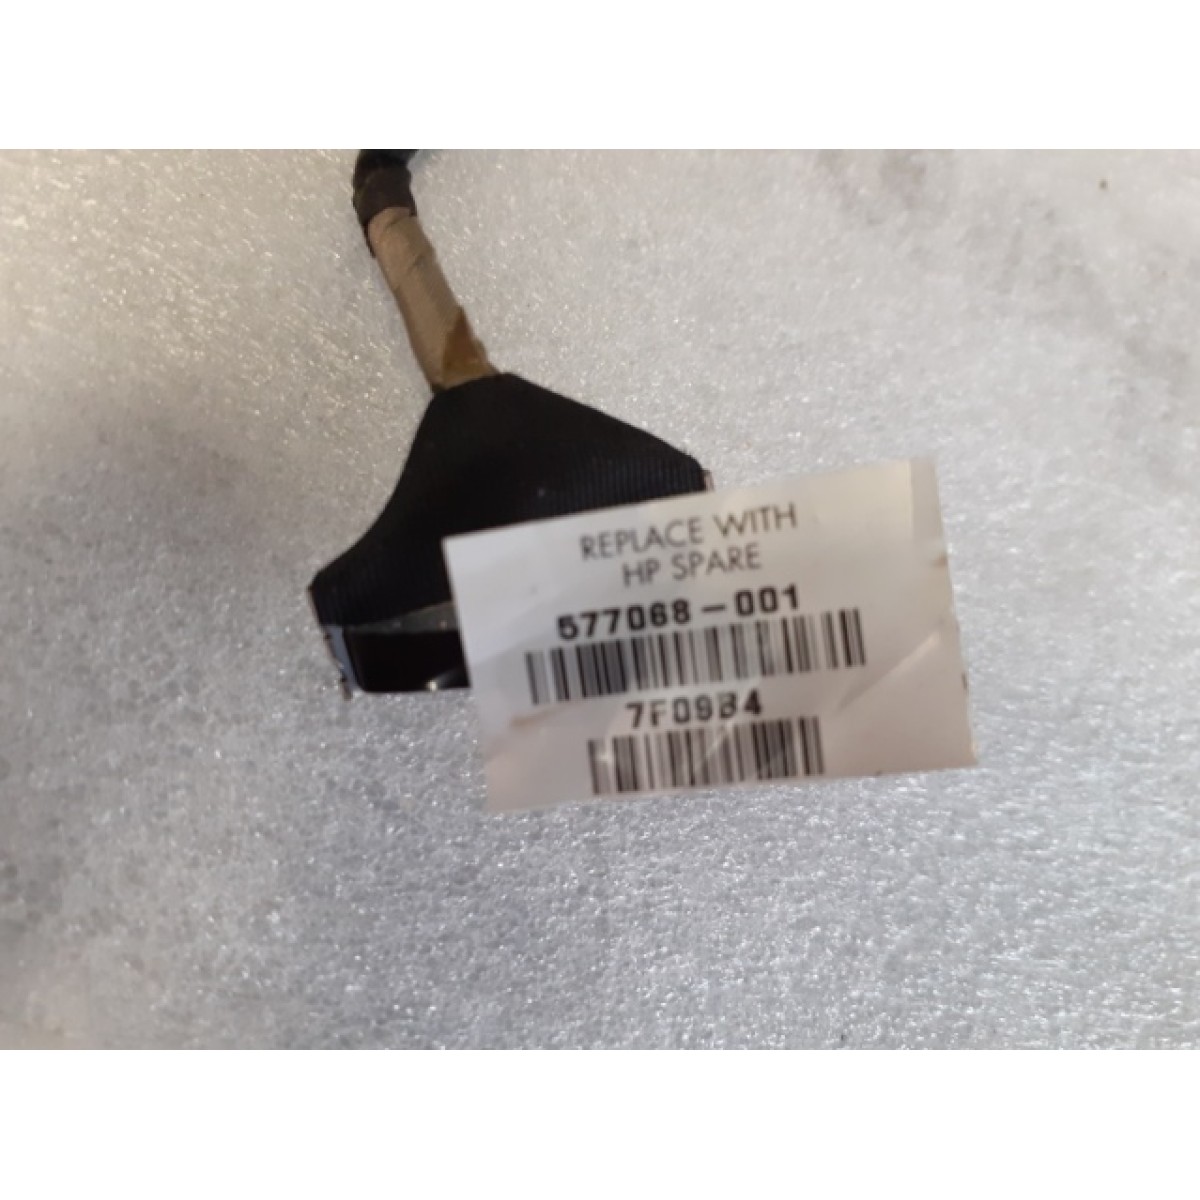 REPLACE WITH
HP SPARE
577068-001
7F09B4